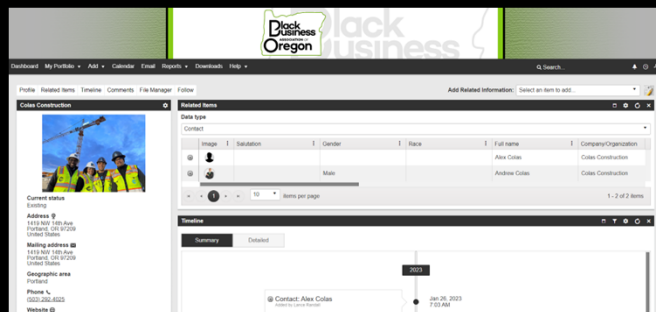 Black
Business
ASSOCIATION OF
Oregon
Black
Business
Dashboard My Portfolio Add Calendar Email Reports Downloads Help Search...
Profile Related Items Timeline Comments File Manager Follow Add Related Information: Select an item to add...
Colas Construction
Related Items
Data type
Contact
Image Salutation Gender Race Full name Company/Organization
Alex Colas Colas Construction
Male Andrew Colas Colas Construction
1 10 items per page 1 - 2 of 2 items
Current status
Existing
Address
1419 NW 14th Ave
Portland, OR 97209
United States
Mailing address
1419 NW 14th Ave
Portland, OR 97209
United States
Geographic area
Portland
Phone
(503) 292-4025
Website
Timeline
Summary Detailed
2023
Contact: Alex Colas
Added by Lance Randall
Jan 26, 2023
7:03 AM